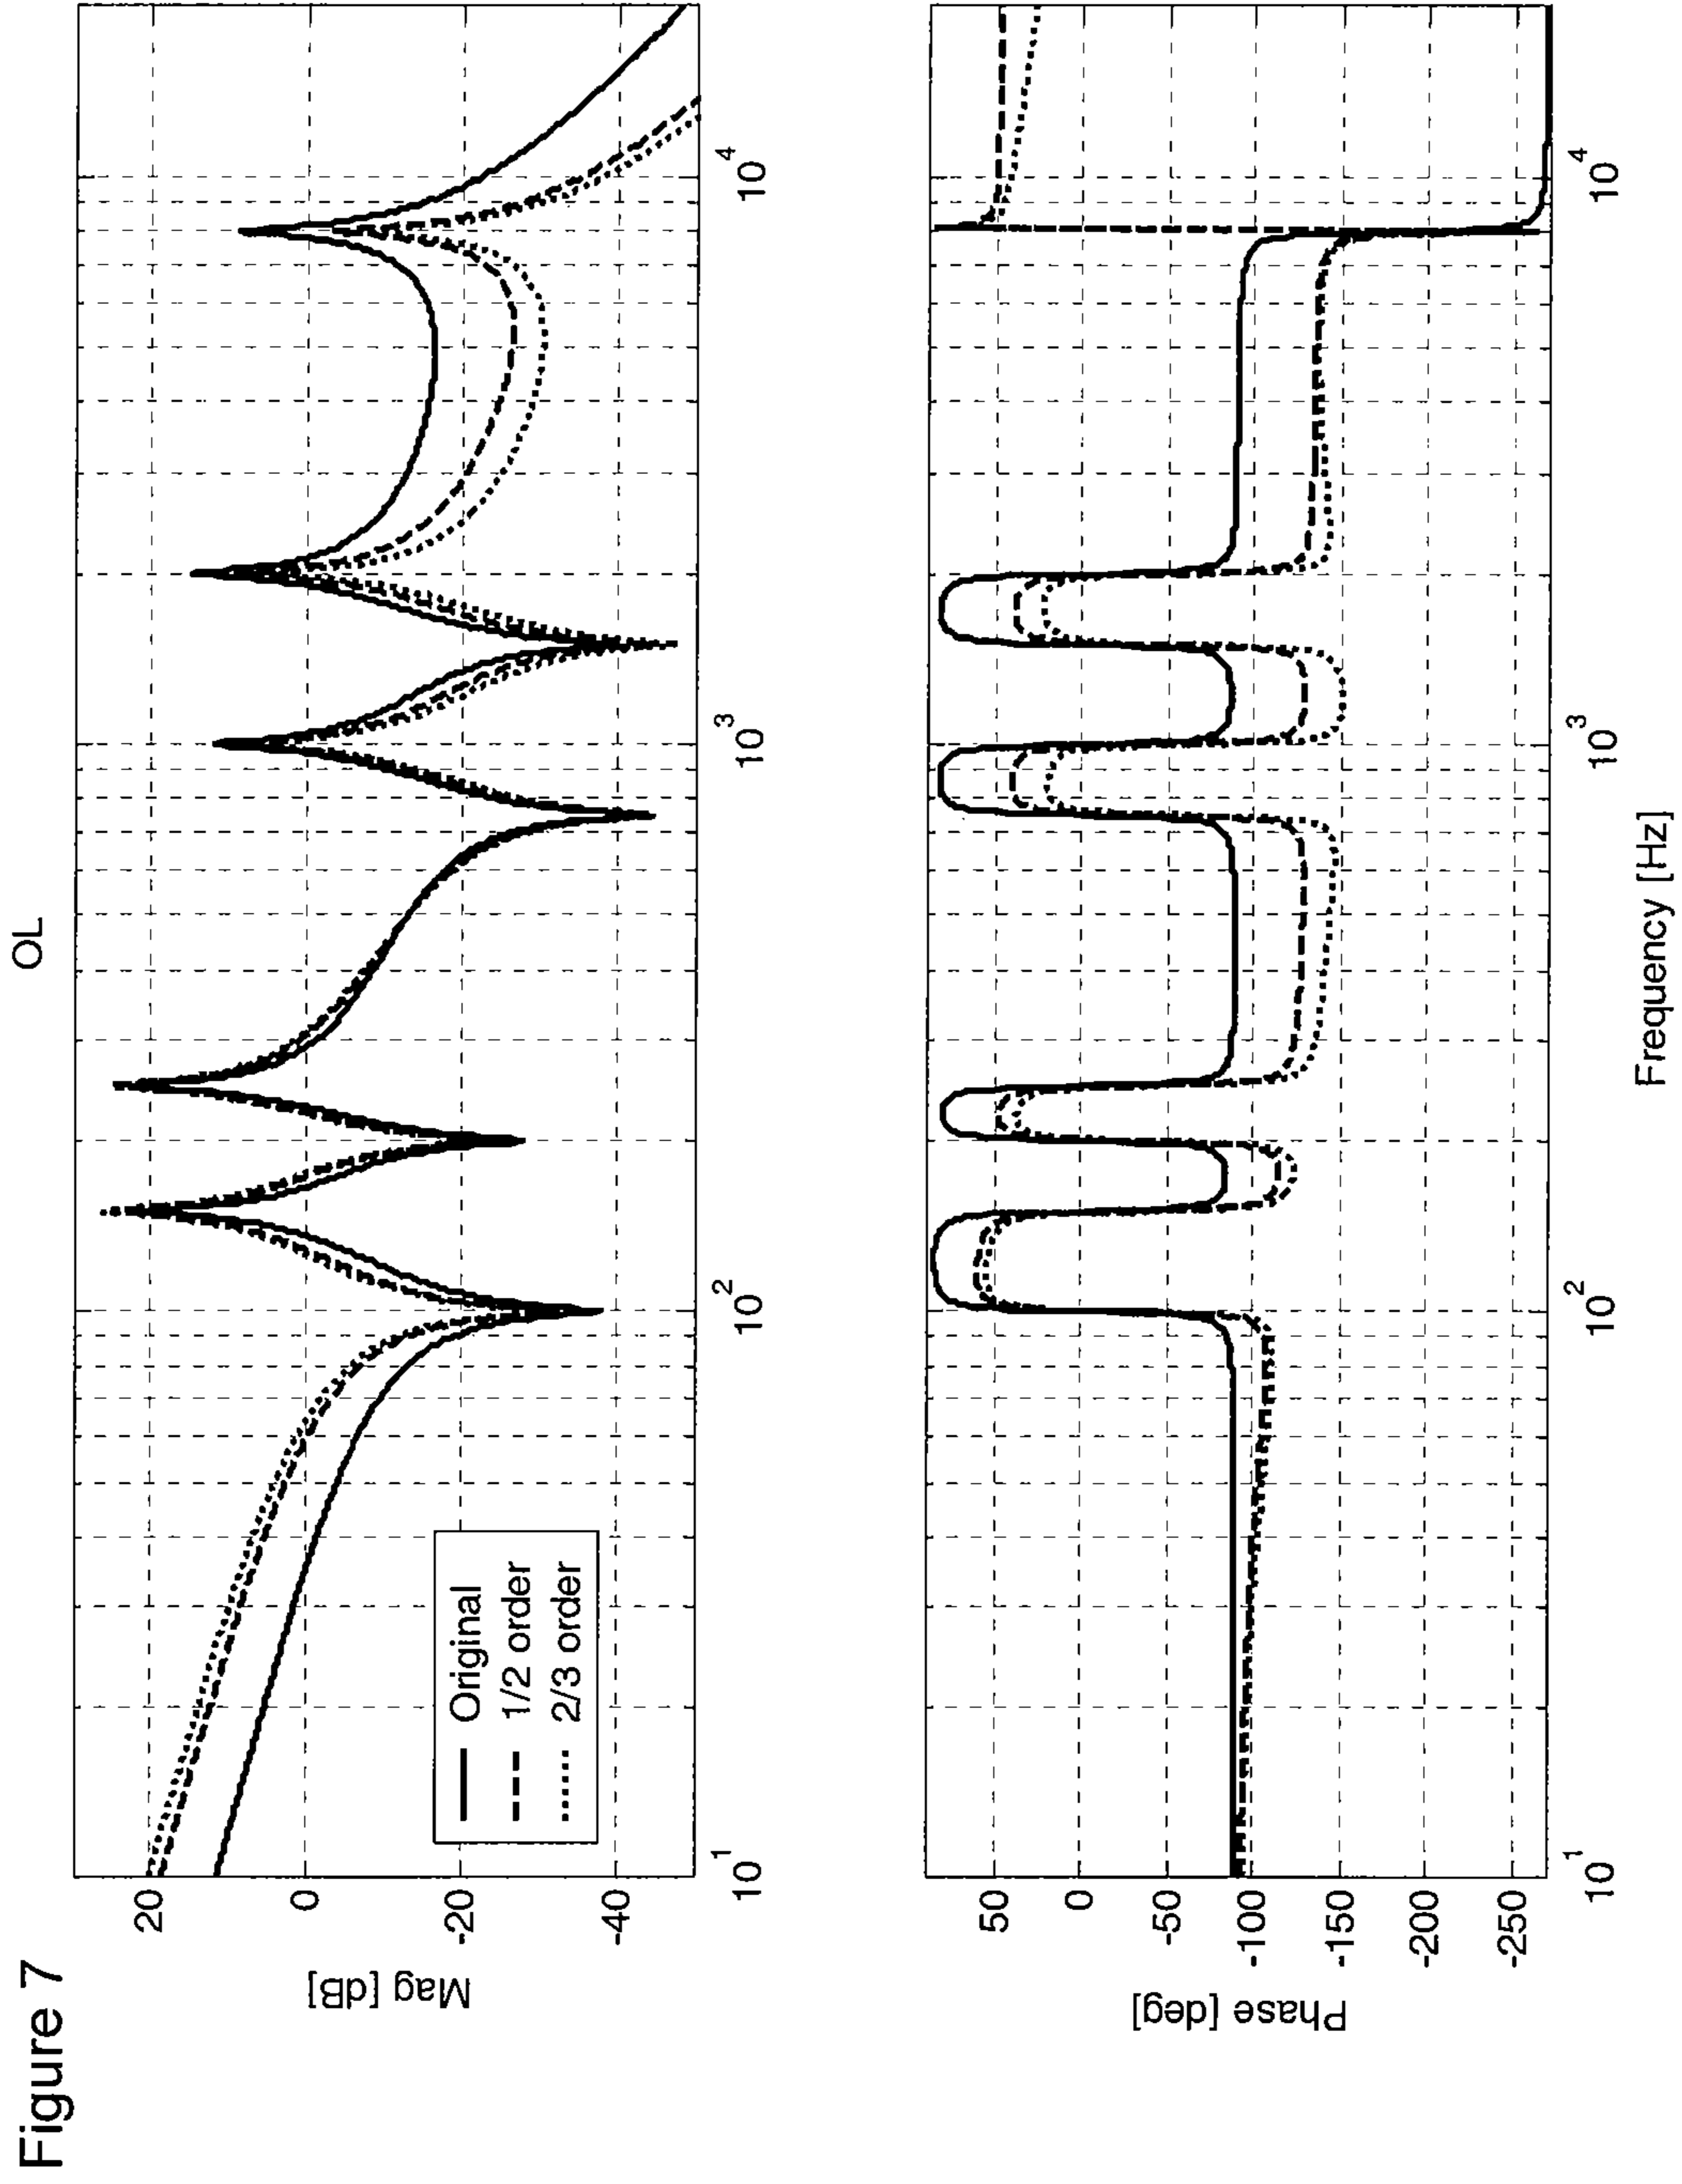 Figure 7
OL
Mag [dB]
20
0
-20
-40
Original
1/2 order
2/3 order
10^1
10^2
10^3
10^4
Phase [deg]
50
0
-50
-100
-150
-200
-250
10^1
10^2
10^3
10^4
Frequency [Hz]